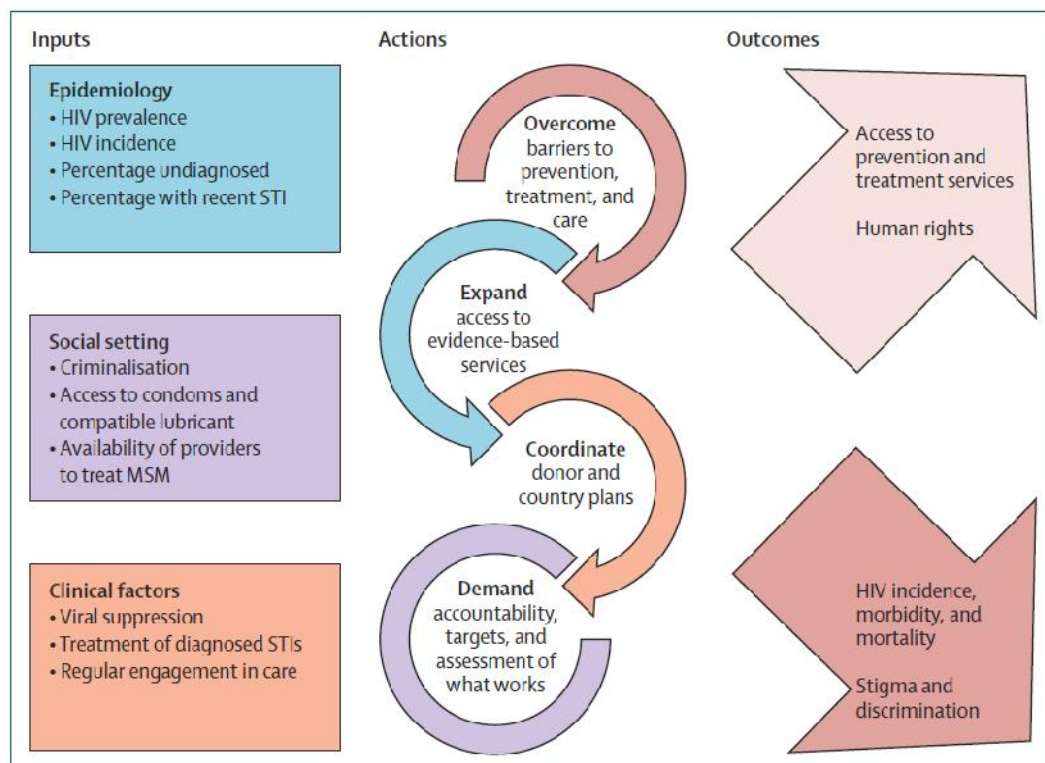 Inputs
Actions
Outcomes
Epidemiology
• HIV prevalence
• HIV incidence
• Percentage undiagnosed
• Percentage with recent STI
Social setting
• Criminalisation
• Access to condoms and
compatible lubricant
• Availability of providers
to treat MSM
Clinical factors
• Viral suppression
• Treatment of diagnosed STIs
• Regular engagement in care
Overcome
barriers to
prevention,
treatment, and
care
Expand
access to
evidence-based
services
Coordinate
donor and
country plans
Demand
accountability,
targets, and
assessment of
what works
Access to
prevention and
treatment services
Human rights
HIV incidence,
morbidity, and
mortality
Stigma and
discrimination